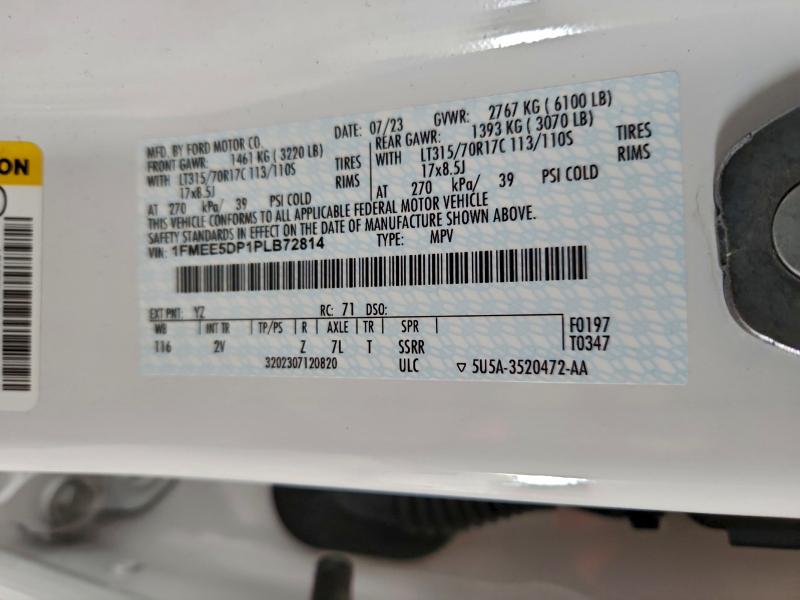 ON
MFD. BY FORD MOTOR CO. DATE: 07/23 GVWR: 2767 KG ( 6100 LB)
FRONT GAWR: 1461 KG ( 3220 LB) REAR GAWR: 1393 KG ( 3070 LB)
WITH LT315/70R17C 113/110S TIRES WITH LT315/70R17C 113/110S TIRES
17x8.5J RIMS 17x8.5J RIMS
AT 270 kPa/ 39 PSI COLD AT 270 kPa/ 39 PSI COLD
THIS VEHICLE CONFORMS TO ALL APPLICABLE FEDERAL MOTOR VEHICLE
SAFETY STANDARDS IN EFFECT ON THE DATE OF MANUFACTURE SHOWN ABOVE.
VIN: 1FMEE5DP1PLB72814 TYPE: MPV
EXT PNT: YZ RC: 71 DSO:
WB INT TR TP/PS R AXLE TR SPR F0197
116 2V Z 7L T SSRR T0347
3202307120820 ULC ▽ 5U5A-3520472-AA